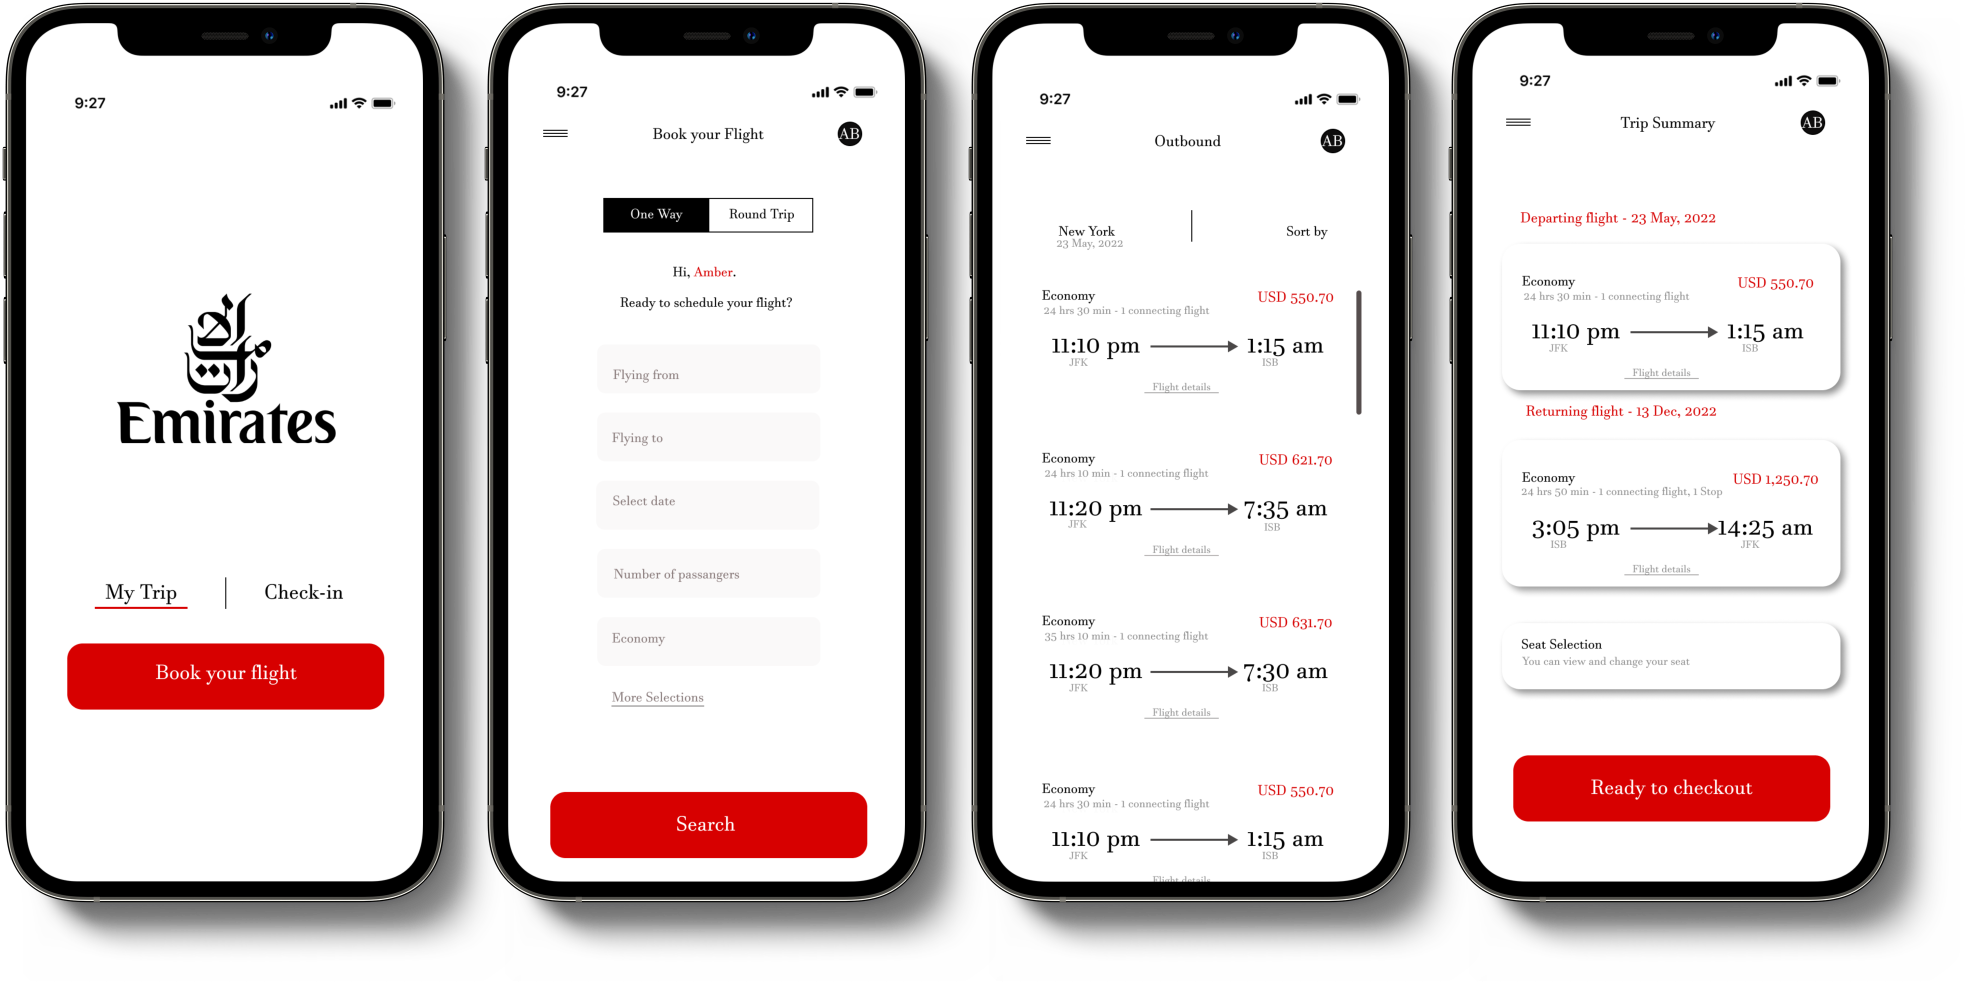 9:27
امارات
Emirates
My Trip
Check-in
Book your flight
9:27
Book your Flight
AB
One Way
Round Trip
Hi, Amber.
Ready to schedule your flight?
Flying from
Flying to
Select date
Number of passangers
Economy
More Selections
Search
9:27
Outbound
AB
New York
23 May, 2022
Sort by
Economy
USD 550.70
24 hrs 30 min - 1 connecting flight
11:10 pm
1:15 am
JFK
ISB
Flight details
Economy
USD 621.70
24 hrs 10 min - 1 connecting flight
11:20 pm
7:35 am
JFK
ISB
Flight details
Economy
USD 631.70
35 hrs 10 min - 1 connecting flight
11:20 pm
7:30 am
JFK
ISB
Flight details
Economy
USD 550.70
24 hrs 30 min - 1 connecting flight
11:10 pm
1:15 am
JFK
ISB
Flight details
9:27
Trip Summary
AB
Departing flight - 23 May, 2022
Economy
USD 550.70
24 hrs 30 min - 1 connecting flight
11:10 pm
1:15 am
JFK
ISB
Flight details
Returning flight - 13 Dec, 2022
Economy
USD 1,250.70
24 hrs 50 min - 1 connecting flight, 1 Stop
3:05 pm
14:25 am
ISB
JFK
Flight details
Seat Selection
You can view and change your seat
Ready to checkout